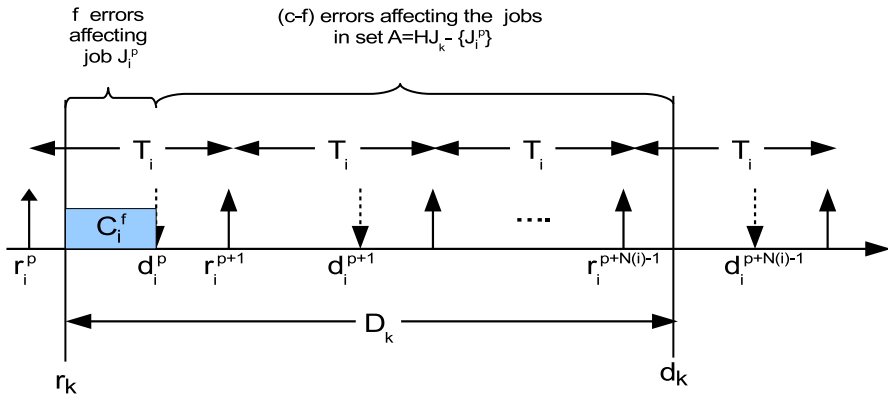 f errors
affecting
job J_i^p
(c-f) errors affecting the jobs
in set A=HJ_k- {J_i^p}
T_i T_i T_i T_i
C_i^f
.....
r_i^p d_i^p r_i^{p+1} d_i^{p+1} r_i^{p+N(i)-1} d_i^{p+N(i)-1}
D_k
r_k d_k